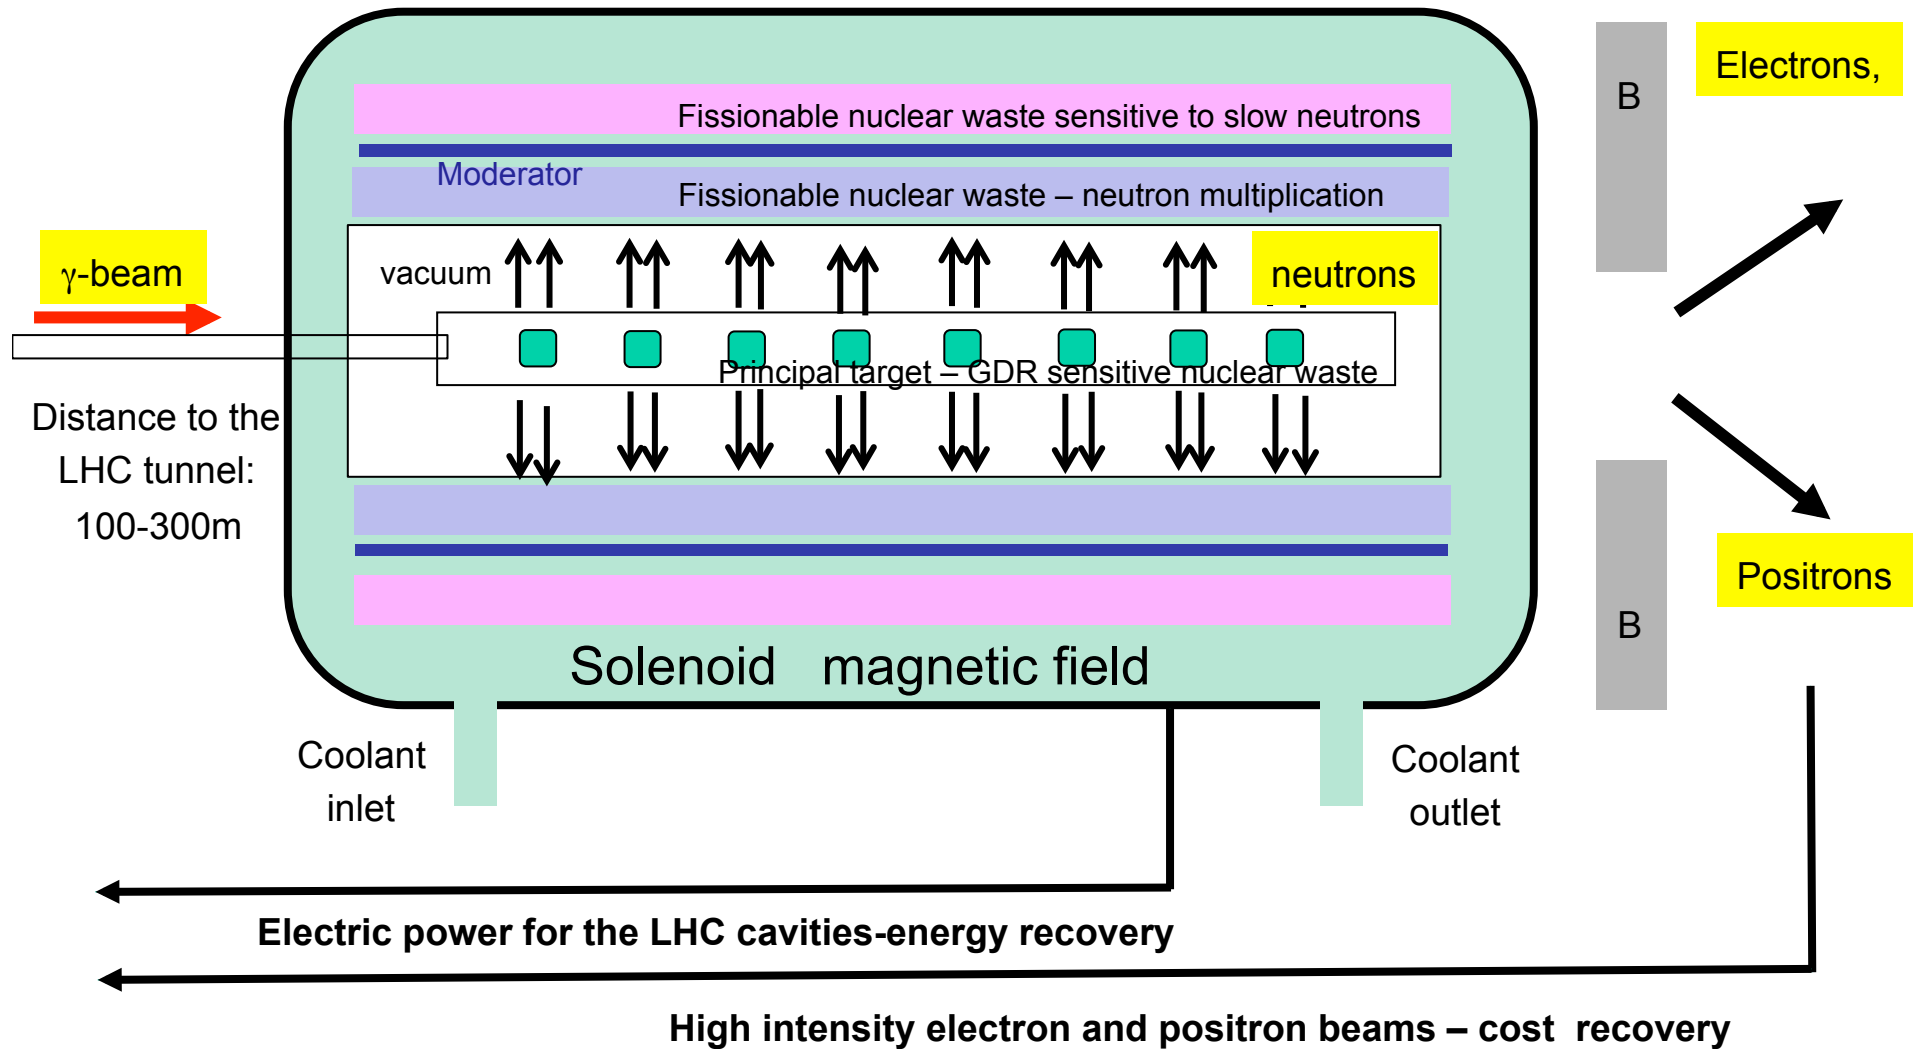 Electrons,
B
Fissionable nuclear waste sensitive to slow neutrons
Moderator
Fissionable nuclear waste – neutron multiplication
γ-beam
vacuum
neutrons
Principal target – GDR sensitive nuclear waste
Distance to the
LHC tunnel:
100-300m
Positrons
B
Solenoid magnetic field
Coolant
inlet
Coolant
outlet
Electric power for the LHC cavities-energy recovery
High intensity electron and positron beams – cost recovery